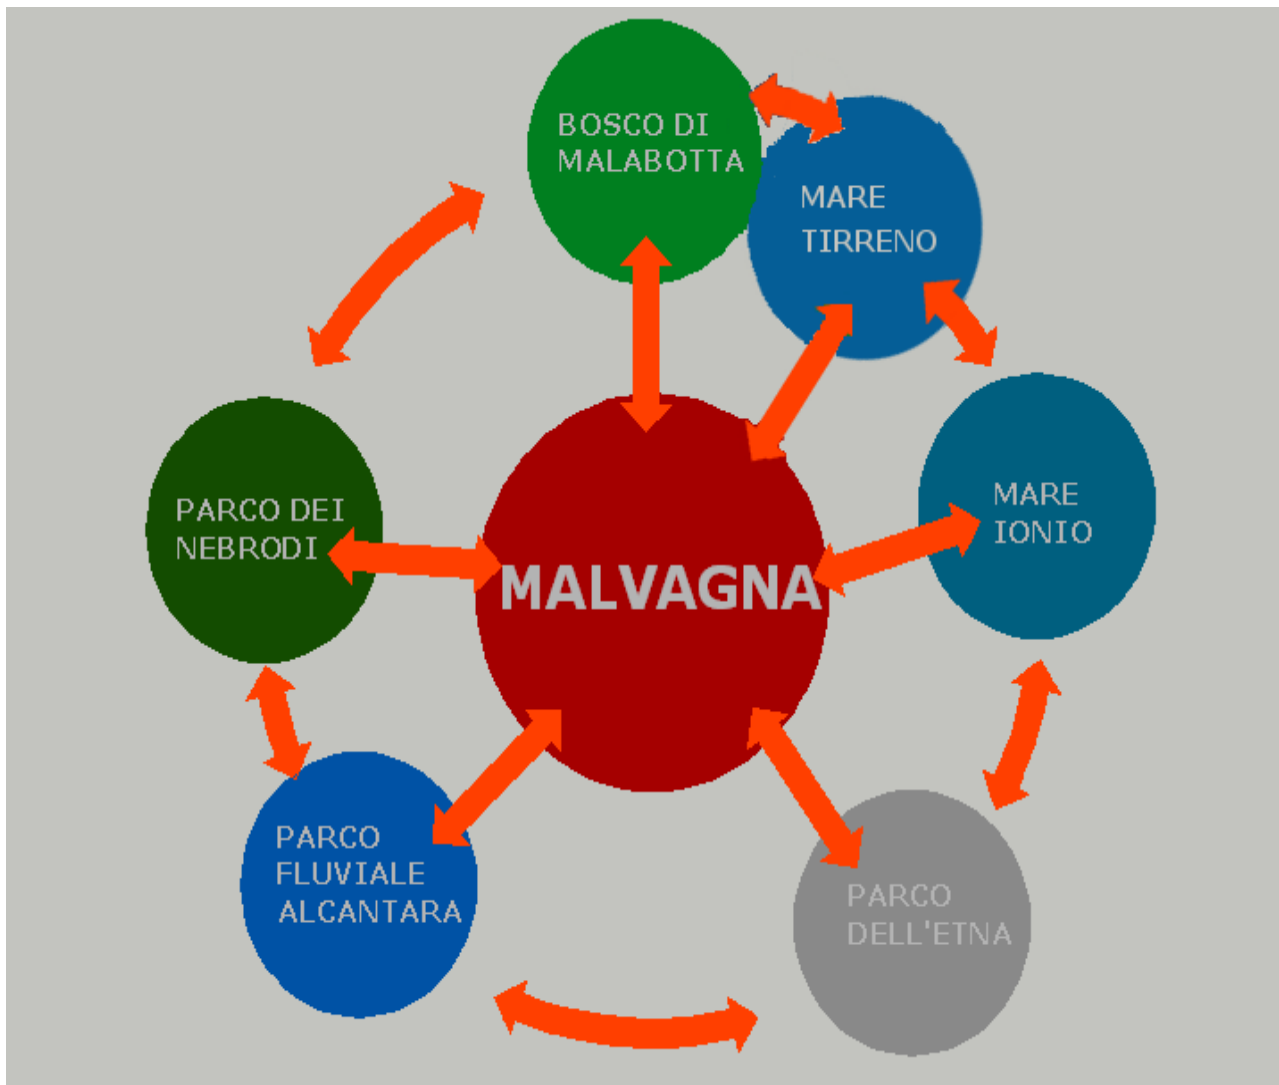 BOSCO DI
MALABOTTA
MARE
TIRRENO
MARE
IONIO
PARCO DEI
NEBRODI
MALVAGNA
PARCO
FLUVIALE
ALCANTARA
PARCO
DELL'ETNA